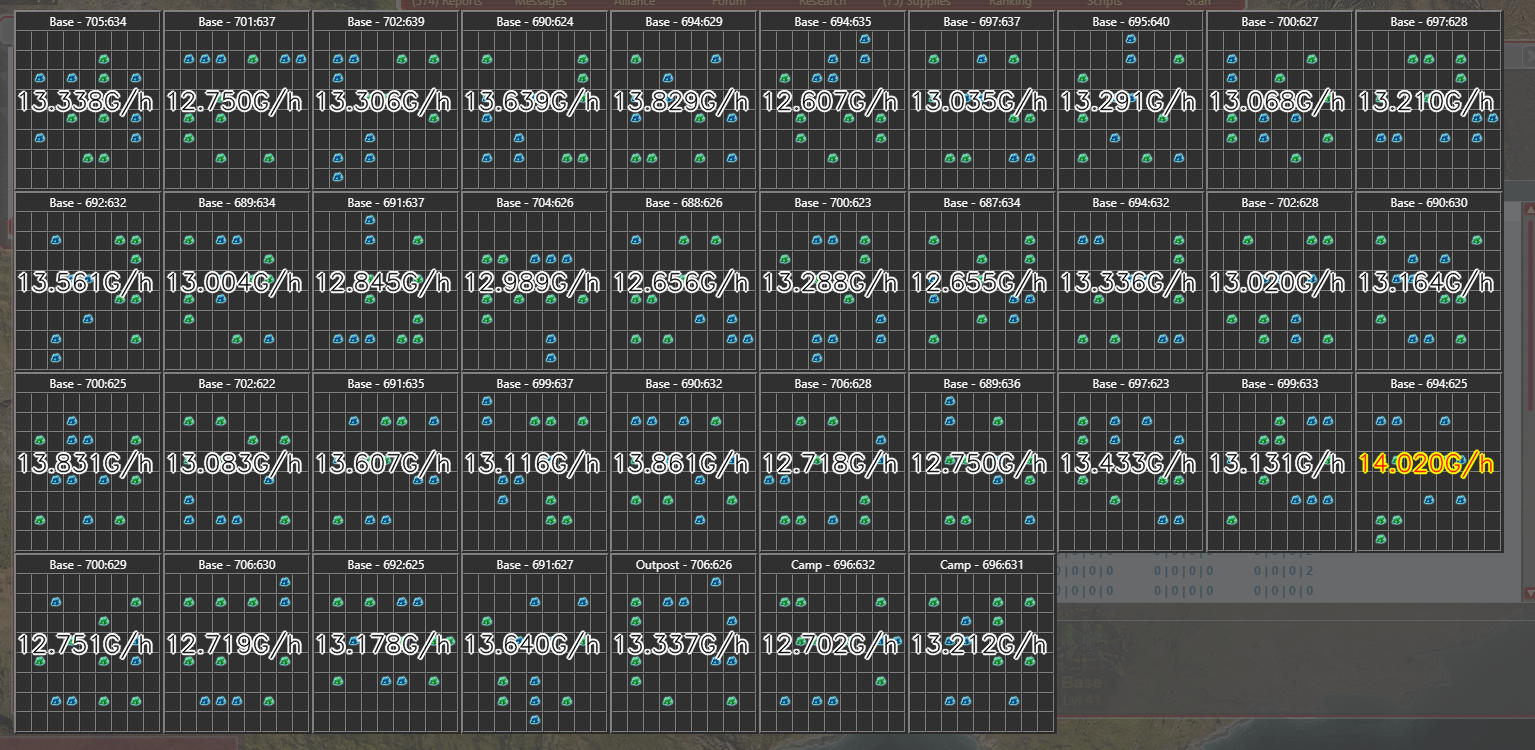 (574) Reports Messages Alliance Forum Research (75) Supplies Ranking Scripts Scan
Base - 705:634 Base - 701:637 Base - 702:639 Base - 690:624 Base - 694:629 Base - 694:635 Base - 697:637 Base - 695:640 Base - 700:627 Base - 697:628
13.338G/h 12.750G/h 13.306G/h 13.639G/h 13.829G/h 12.607G/h 13.035G/h 13.291G/h 13.068G/h 13.210G/h
Base - 692:632 Base - 689:634 Base - 691:637 Base - 704:626 Base - 688:626 Base - 700:623 Base - 687:634 Base - 694:632 Base - 702:628 Base - 690:630
13.561G/h 13.004G/h 12.845G/h 12.989G/h 12.656G/h 13.288G/h 12.655G/h 13.336G/h 13.020G/h 13.164G/h
Base - 700:625 Base - 702:622 Base - 691:635 Base - 699:637 Base - 690:632 Base - 706:628 Base - 689:636 Base - 697:623 Base - 699:633 Base - 694:625
13.831G/h 13.083G/h 13.607G/h 13.116G/h 13.861G/h 12.718G/h 12.750G/h 13.433G/h 13.131G/h 14.020G/h
Base - 700:629 Base - 706:630 Base - 692:625 Base - 691:627 Outpost - 706:626 Camp - 696:632 Camp - 696:631
0|0|0|0 0|0|0|0 0|0|0|2
0|0|0|0 0|0|0|0 0|0|0|2
12.751G/h 12.719G/h 13.178G/h 13.640G/h 13.337G/h 12.702G/h 13.212G/h
Base
Lvl 41